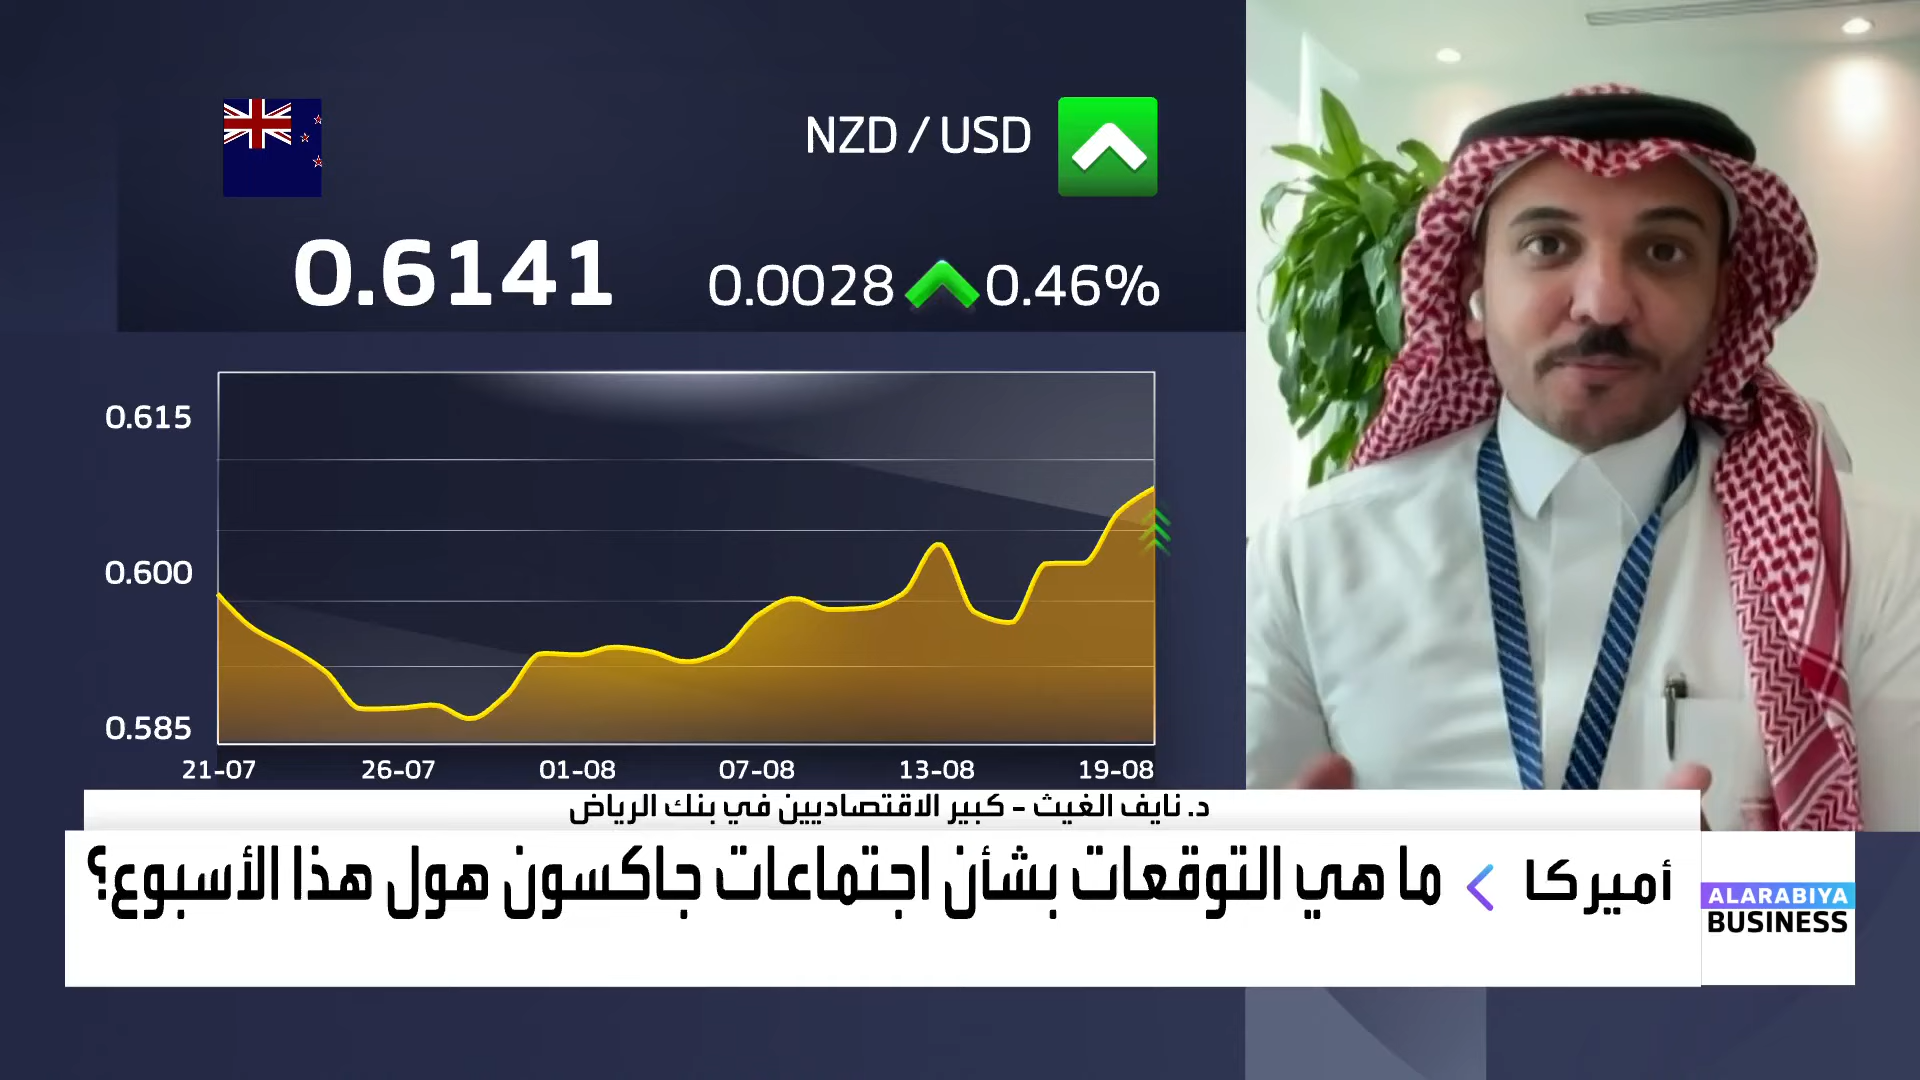 NZD / USD
0.6141
0.0028 0.46%
0.615
0.600
0.585
21-07 26-07 01-08 07-08 13-08 19-08
د. نايف الغيث - كبير الاقتصاديين في بنك الرياض
أميركا ما هي التوقعات بشأن اجتماعات جاكسون هول هذا الأسبوع؟
ALARABIYA
BUSINESS